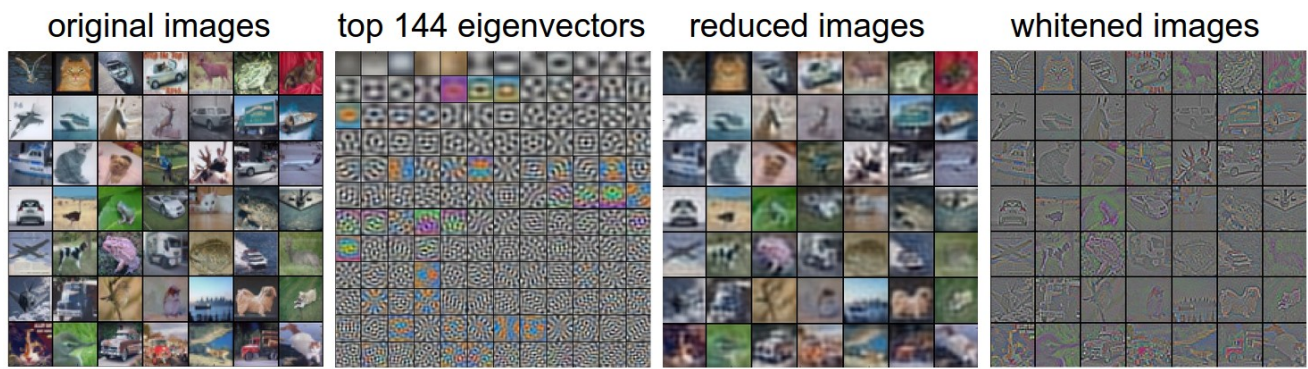 original images
top 144 eigenvectors
reduced images
whitened images